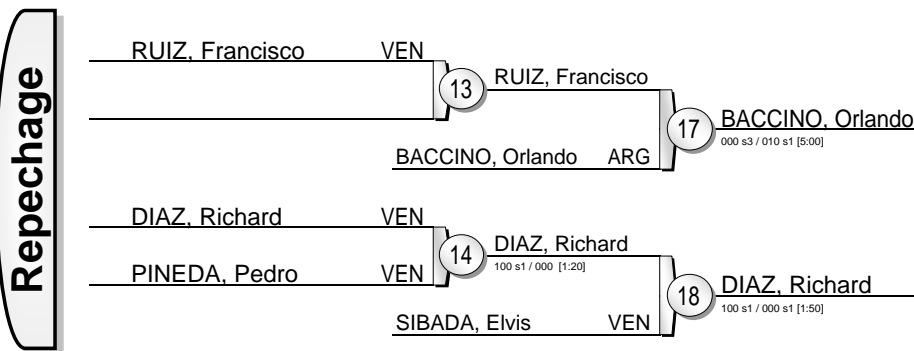 Repechage
RUIZ, Francisco VEN
13
RUIZ, Francisco
17
BACCINO, Orlando
000 s3 / 010 s1 [5:00]
BACCINO, Orlando ARG
DIAZ, Richard VEN
14
DIAZ, Richard
100 s1 / 000 [1:20]
PINEDA, Pedro VEN
18
DIAZ, Richard
100 s1 / 000 s1 [1:50]
SIBADA, Elvis VEN